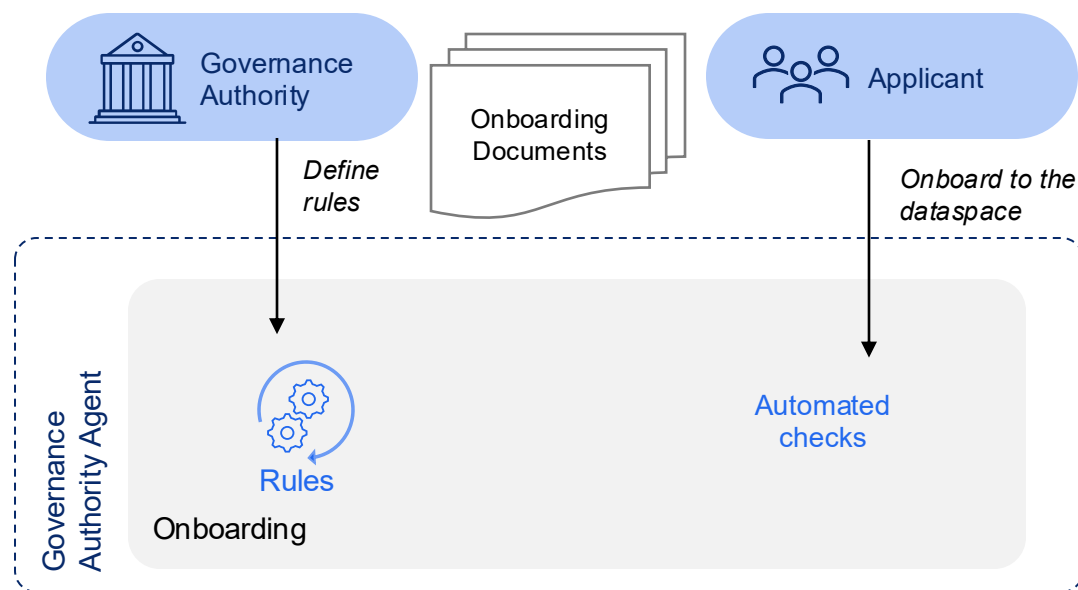 Governance
Authority
Onboarding
Documents
Applicant
Define
rules
Onboard to the
dataspace
Governance
Authority Agent
Rules
Automated
checks
Onboarding